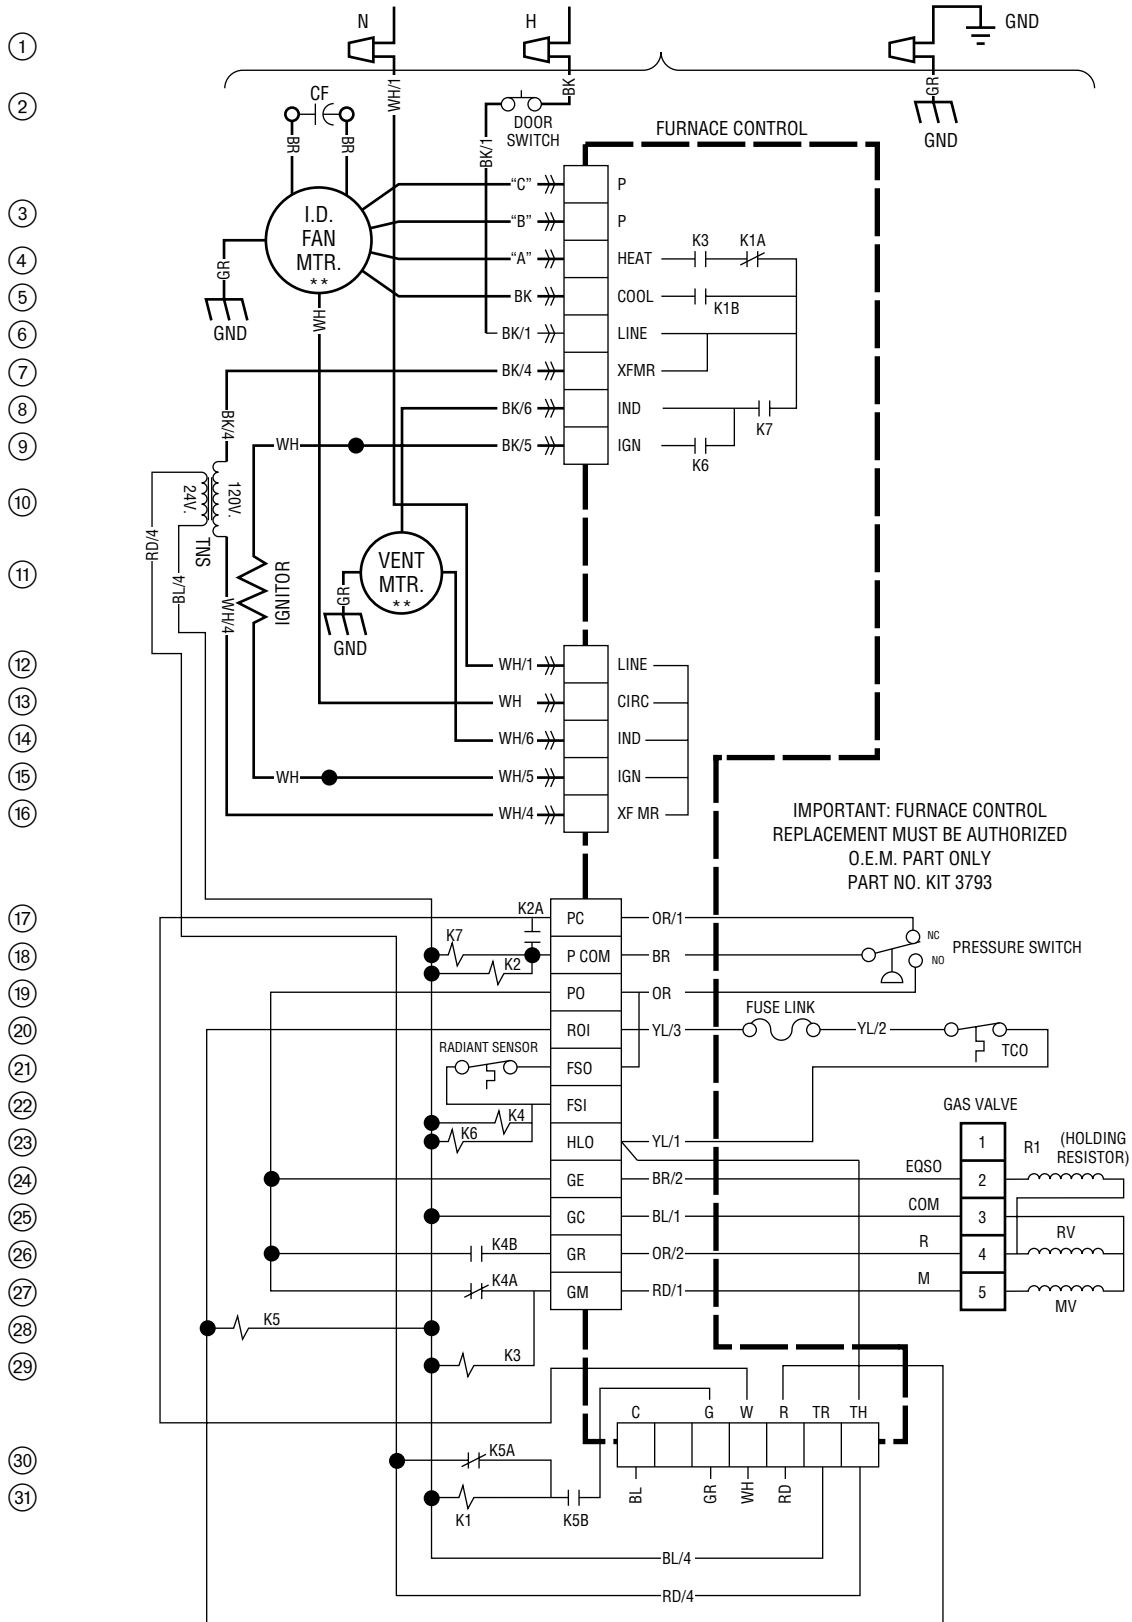 N
H
GND
1
WH/1
BK
GR
2
CF
DOOR
SWITCH
GND
BR
BR
BK/1
FURNACE CONTROL
"C"
P
3
I.D.
FAN
MTR.
**
"B"
P
K3
K1A
4
"A"
HEAT
GR
5
BK
COOL
K1B
GND
WH
6
BK/1
LINE
7
BK/4
XFMR
8
BK/6
IND
BK/4
K7
9
WH
BK/5
IGN
K6
10
24V.
120V.
RD/4
TNS
11
VENT
MTR.
**
IGNITOR
BL/4
GR
WH/4
GND
12
WH/1
LINE
13
WH
CIRC
14
WH/6
IND
15
WH
WH/5
IGN
16
WH/4
XF MR
IMPORTANT: FURNACE CONTROL
REPLACEMENT MUST BE AUTHORIZED
O.E.M. PART ONLY
PART NO. KIT 3793
K2A
17
PC
OR/1
NC
K7
PRESSURE SWITCH
18
K2
P COM
BR
NO
19
PO
OR
FUSE LINK
20
ROI
YL/3
YL/2
TCO
RADIANT SENSOR
21
FSO
22
FSI
GAS VALVE
K4
23
K6
HLO
YL/1
1
R1
(HOLDING
RESISTOR)
24
GE
BR/2
EQSO
2
25
GC
BL/1
COM
3
RV
26
K4B
GR
OR/2
R
4
27
K4A
GM
RD/1
M
5
MV
28
K5
29
K3
C
G
W
R
TR
TH
30
K5A
31
K1
K5B
BL
GR
WH
RD
BL/4
RD/4